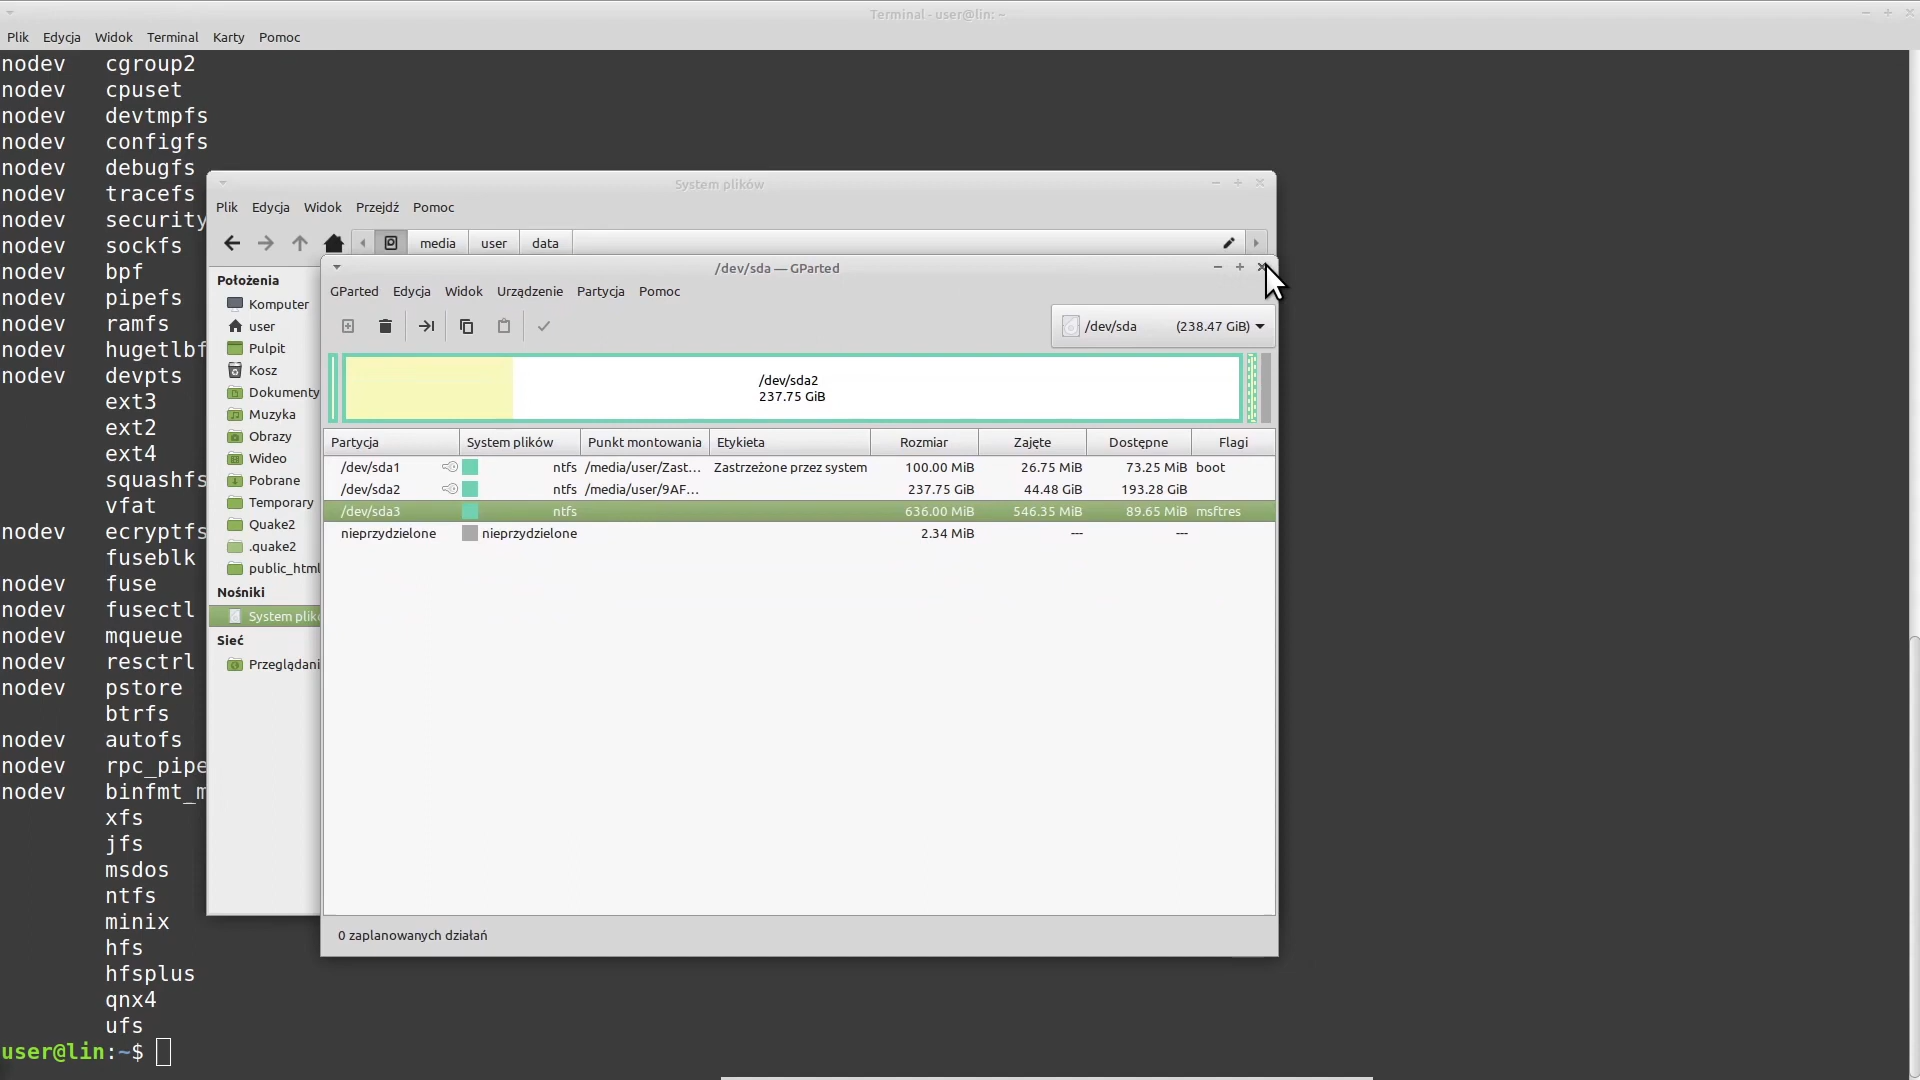 Terminal - user@lin: ~
Plik Edycja Widok Terminal Karty Pomoc
nodev cgroup2
nodev cpuset
nodev devtmpfs
nodev configfs
nodev debugfs
nodev tracefs
nodev security
nodev sockfs
nodev bpf
nodev pipefs
nodev ramfs
nodev hugetlbf
nodev devpts
ext3
ext2
ext4
squashfs
vfat
nodev ecryptfs
fuseblk
nodev fuse
nodev fusectl
nodev mqueue
nodev resctrl
nodev pstore
btrfs
nodev autofs
nodev rpc_pipe
nodev binfmt_m
xfs
jfs
msdos
ntfs
minix
hfs
hfsplus
qnx4
ufs
user@lin:~$
System plików
Plik Edycja Widok Przejdź Pomoc
media user data
Położenia
Komputer
user
Pulpit
Kosz
Dokumenty
Muzyka
Obrazy
Wideo
Pobrane
Temporary
Quake2
.quake2
public_html
Nośniki
System plikó
Sieć
Przeglądani
/dev/sda — GParted
GParted Edycja Widok Urządzenie Partycja Pomoc
/dev/sda (238.47 GiB)
/dev/sda2
237.75 GiB
Partycja System plików Punkt montowania Etykieta Rozmiar Zajęte Dostępne Flagi
/dev/sda1 ntfs /media/user/Zast... Zastrzeżone przez system 100.00 MiB 26.75 MiB 73.25 MiB boot
/dev/sda2 ntfs /media/user/9AF... 237.75 GiB 44.48 GiB 193.28 GiB
/dev/sda3 ntfs 636.00 MiB 546.35 MiB 89.65 MiB msftres
nieprzydzielone nieprzydzielone 2.34 MiB --- ---
0 zaplanowanych działań